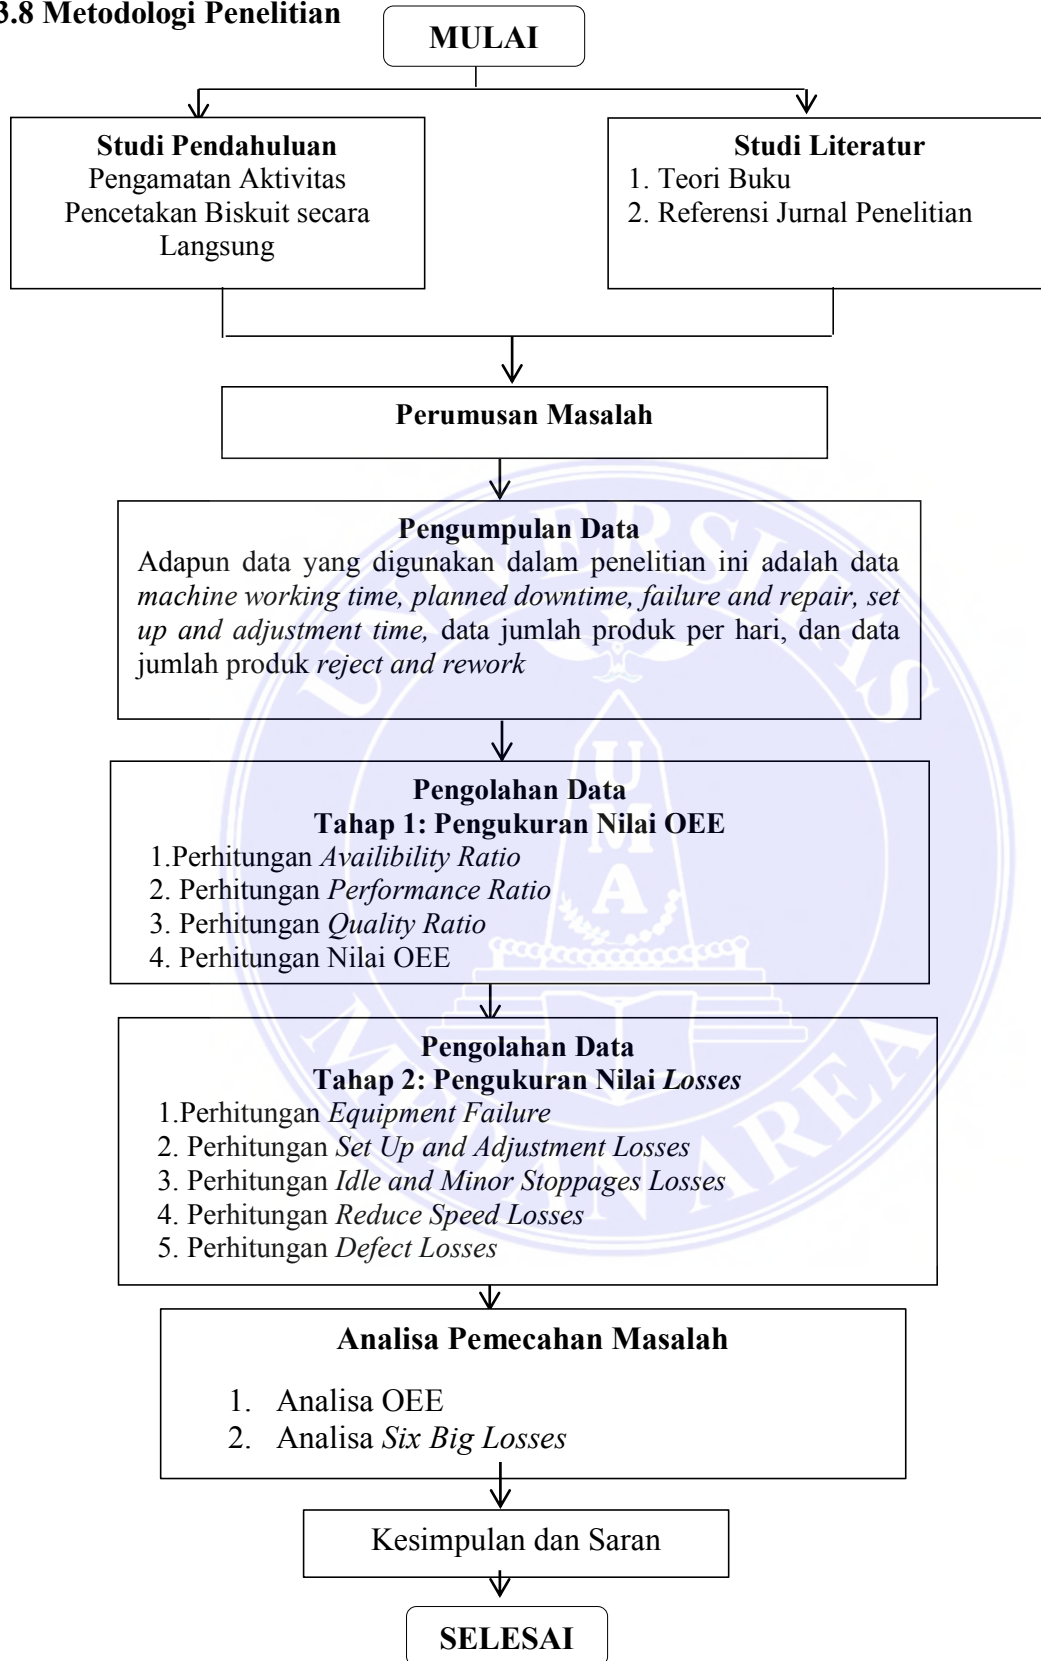 3.8 Metodologi Penelitian
MULAI
Studi Pendahuluan
Pengamatan Aktivitas
Pencetakan Biskuit secara
Langsung
Studi Literatur
1. Teori Buku
2. Referensi Jurnal Penelitian
Perumusan Masalah
Pengumpulan Data
Adapun data yang digunakan dalam penelitian ini adalah data
machine working time, planned downtime, failure and repair, set
up and adjustment time, data jumlah produk per hari, dan data
jumlah produk reject and rework
Pengolahan Data
Tahap 1: Pengukuran Nilai OEE
1.Perhitungan Availibility Ratio
2. Perhitungan Performance Ratio
3. Perhitungan Quality Ratio
4. Perhitungan Nilai OEE
Pengolahan Data
Tahap 2: Pengukuran Nilai Losses
1.Perhitungan Equipment Failure
2. Perhitungan Set Up and Adjustment Losses
3. Perhitungan Idle and Minor Stoppages Losses
4. Perhitungan Reduce Speed Losses
5. Perhitungan Defect Losses
Analisa Pemecahan Masalah
1. Analisa OEE
2. Analisa Six Big Losses
Kesimpulan dan Saran
SELESAI
UNIVERSITAS
MEDAN AREA
UMA